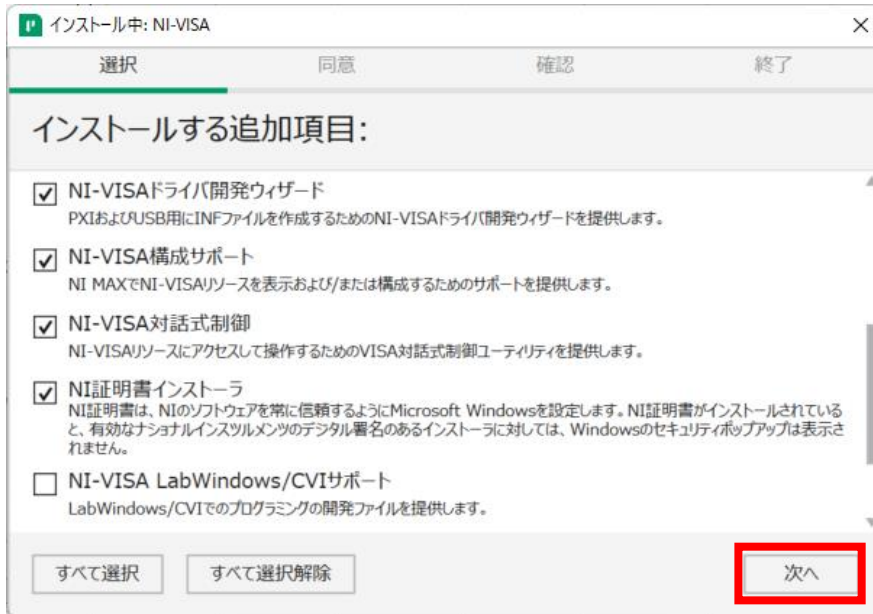 インストール中: NI-VISA
選択 同意 確認 終了
インストールする追加項目:
NI-VISAドライバ開発ウィザード
PXIおよびUSB用にINFファイルを作成するためのNI-VISAドライバ開発ウィザードを提供します。
NI-VISA構成サポート
NI MAXでNI-VISAリソースを表示および/または構成するためのサポートを提供します。
NI-VISA対話式制御
NI-VISAリソースにアクセスして操作するためのVISA対話式制御ユーティリティを提供します。
NI証明書インストーラ
NI証明書は、NIのソフトウェアを常に信頼するようにMicrosoft Windowsを設定します。NI証明書がインストールされている
と、有効なナショナルインスツルメンツのデジタル署名のあるインストーラに対しては、Windowsのセキュリティポップアップは表示さ
れません。
NI-VISA LabWindows/CVIサポート
LabWindows/CVIでのプログラミングの開発ファイルを提供します。
すべて選択 すべて選択解除 次へ